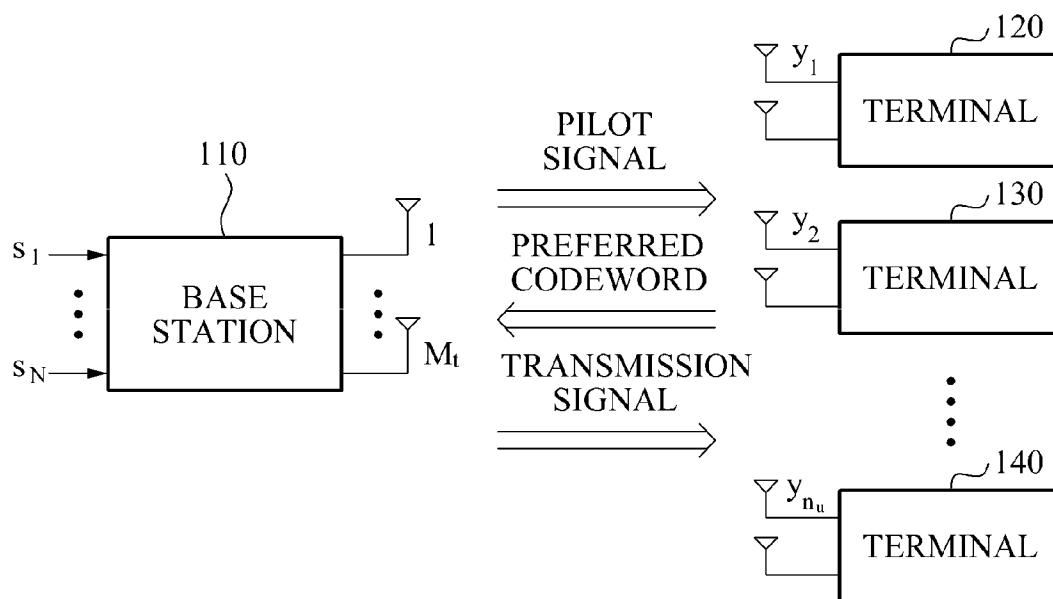 110
s1
sN
BASE
STATION
1
Mt
PILOT
SIGNAL
PREFERRED
CODEWORD
TRANSMISSION
SIGNAL
120
y1
TERMINAL
130
y2
TERMINAL
140
ynu
TERMINAL